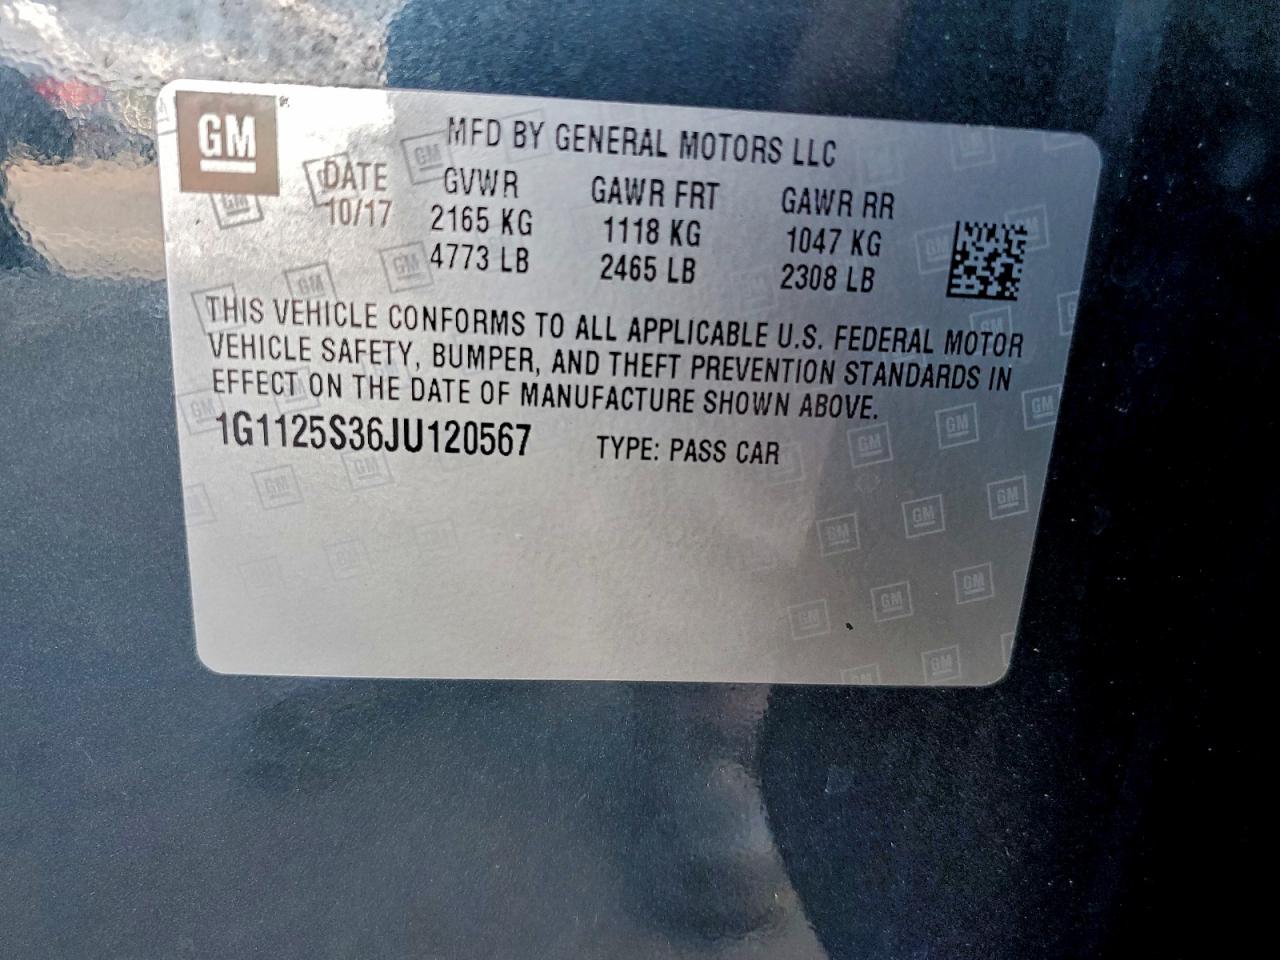 GM
MFD BY GENERAL MOTORS LLC
DATE GVWR GAWR FRT GAWR RR
10/17 2165 KG 1118 KG 1047 KG
4773 LB 2465 LB 2308 LB
THIS VEHICLE CONFORMS TO ALL APPLICABLE U.S. FEDERAL MOTOR
VEHICLE SAFETY, BUMPER, AND THEFT PREVENTION STANDARDS IN
EFFECT ON THE DATE OF MANUFACTURE SHOWN ABOVE.
1G1125S36JU120567 TYPE: PASS CAR